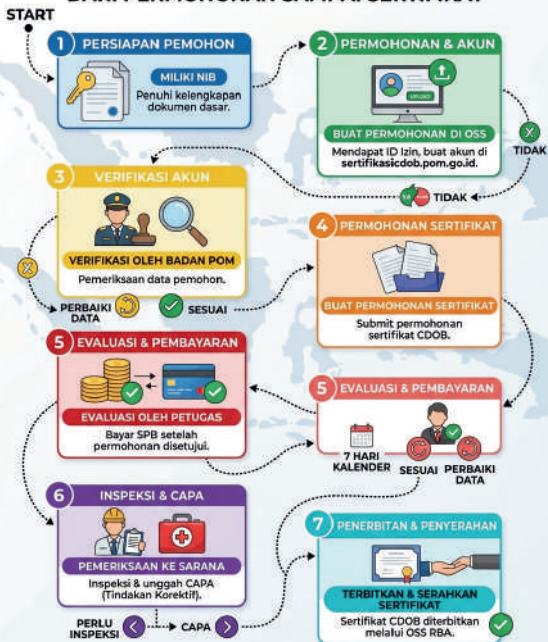 DARI PERMOHONAN SAMPAI SERTIFIKAT
START
1 PERSIAPAN PEMOHON
MILIKI NIB
Penuhi kelengkapan
dokumen dasar.
2 PERMOHONAN & AKUN
UPLOAD
BUAT PERMOHONAN DI OSS
Mendapat ID Izin, buat akun di
sertifikasicdob.pom.go.id.
X
TIDAK
TIDAK
3 VERIFIKASI AKUN
VERIFIKASI OLEH BADAN POM
Pemeriksaan data pemohon.
X
PERBAIKI
DATA
SESUAI
4 PERMOHONAN SERTIFIKAT
BUAT PERMOHONAN SERTIFIKAT
Submit permohonan
sertifikat CDOB.
5 EVALUASI & PEMBAYARAN
EVALUASI OLEH PETUGAS
Bayar SPB setelah
permohonan disetujui.
5 EVALUASI & PEMBAYARAN
7 HARI
KALENDER
SESUAI
PERBAIKI
DATA
6 INSPEKSI & CAPA
PEMERIKSAAN KE SARANA
Inspeksi & unggah CAPA
(Tindakan Korektif).
PERLU
INSPEKSI
CAPA
7 PENERBITAN & PENYERAHAN
TERBITKAN & SERAHKAN
SERTIFIKAT
Sertifikat CDOB diterbitkan
melalui OSS RBA.